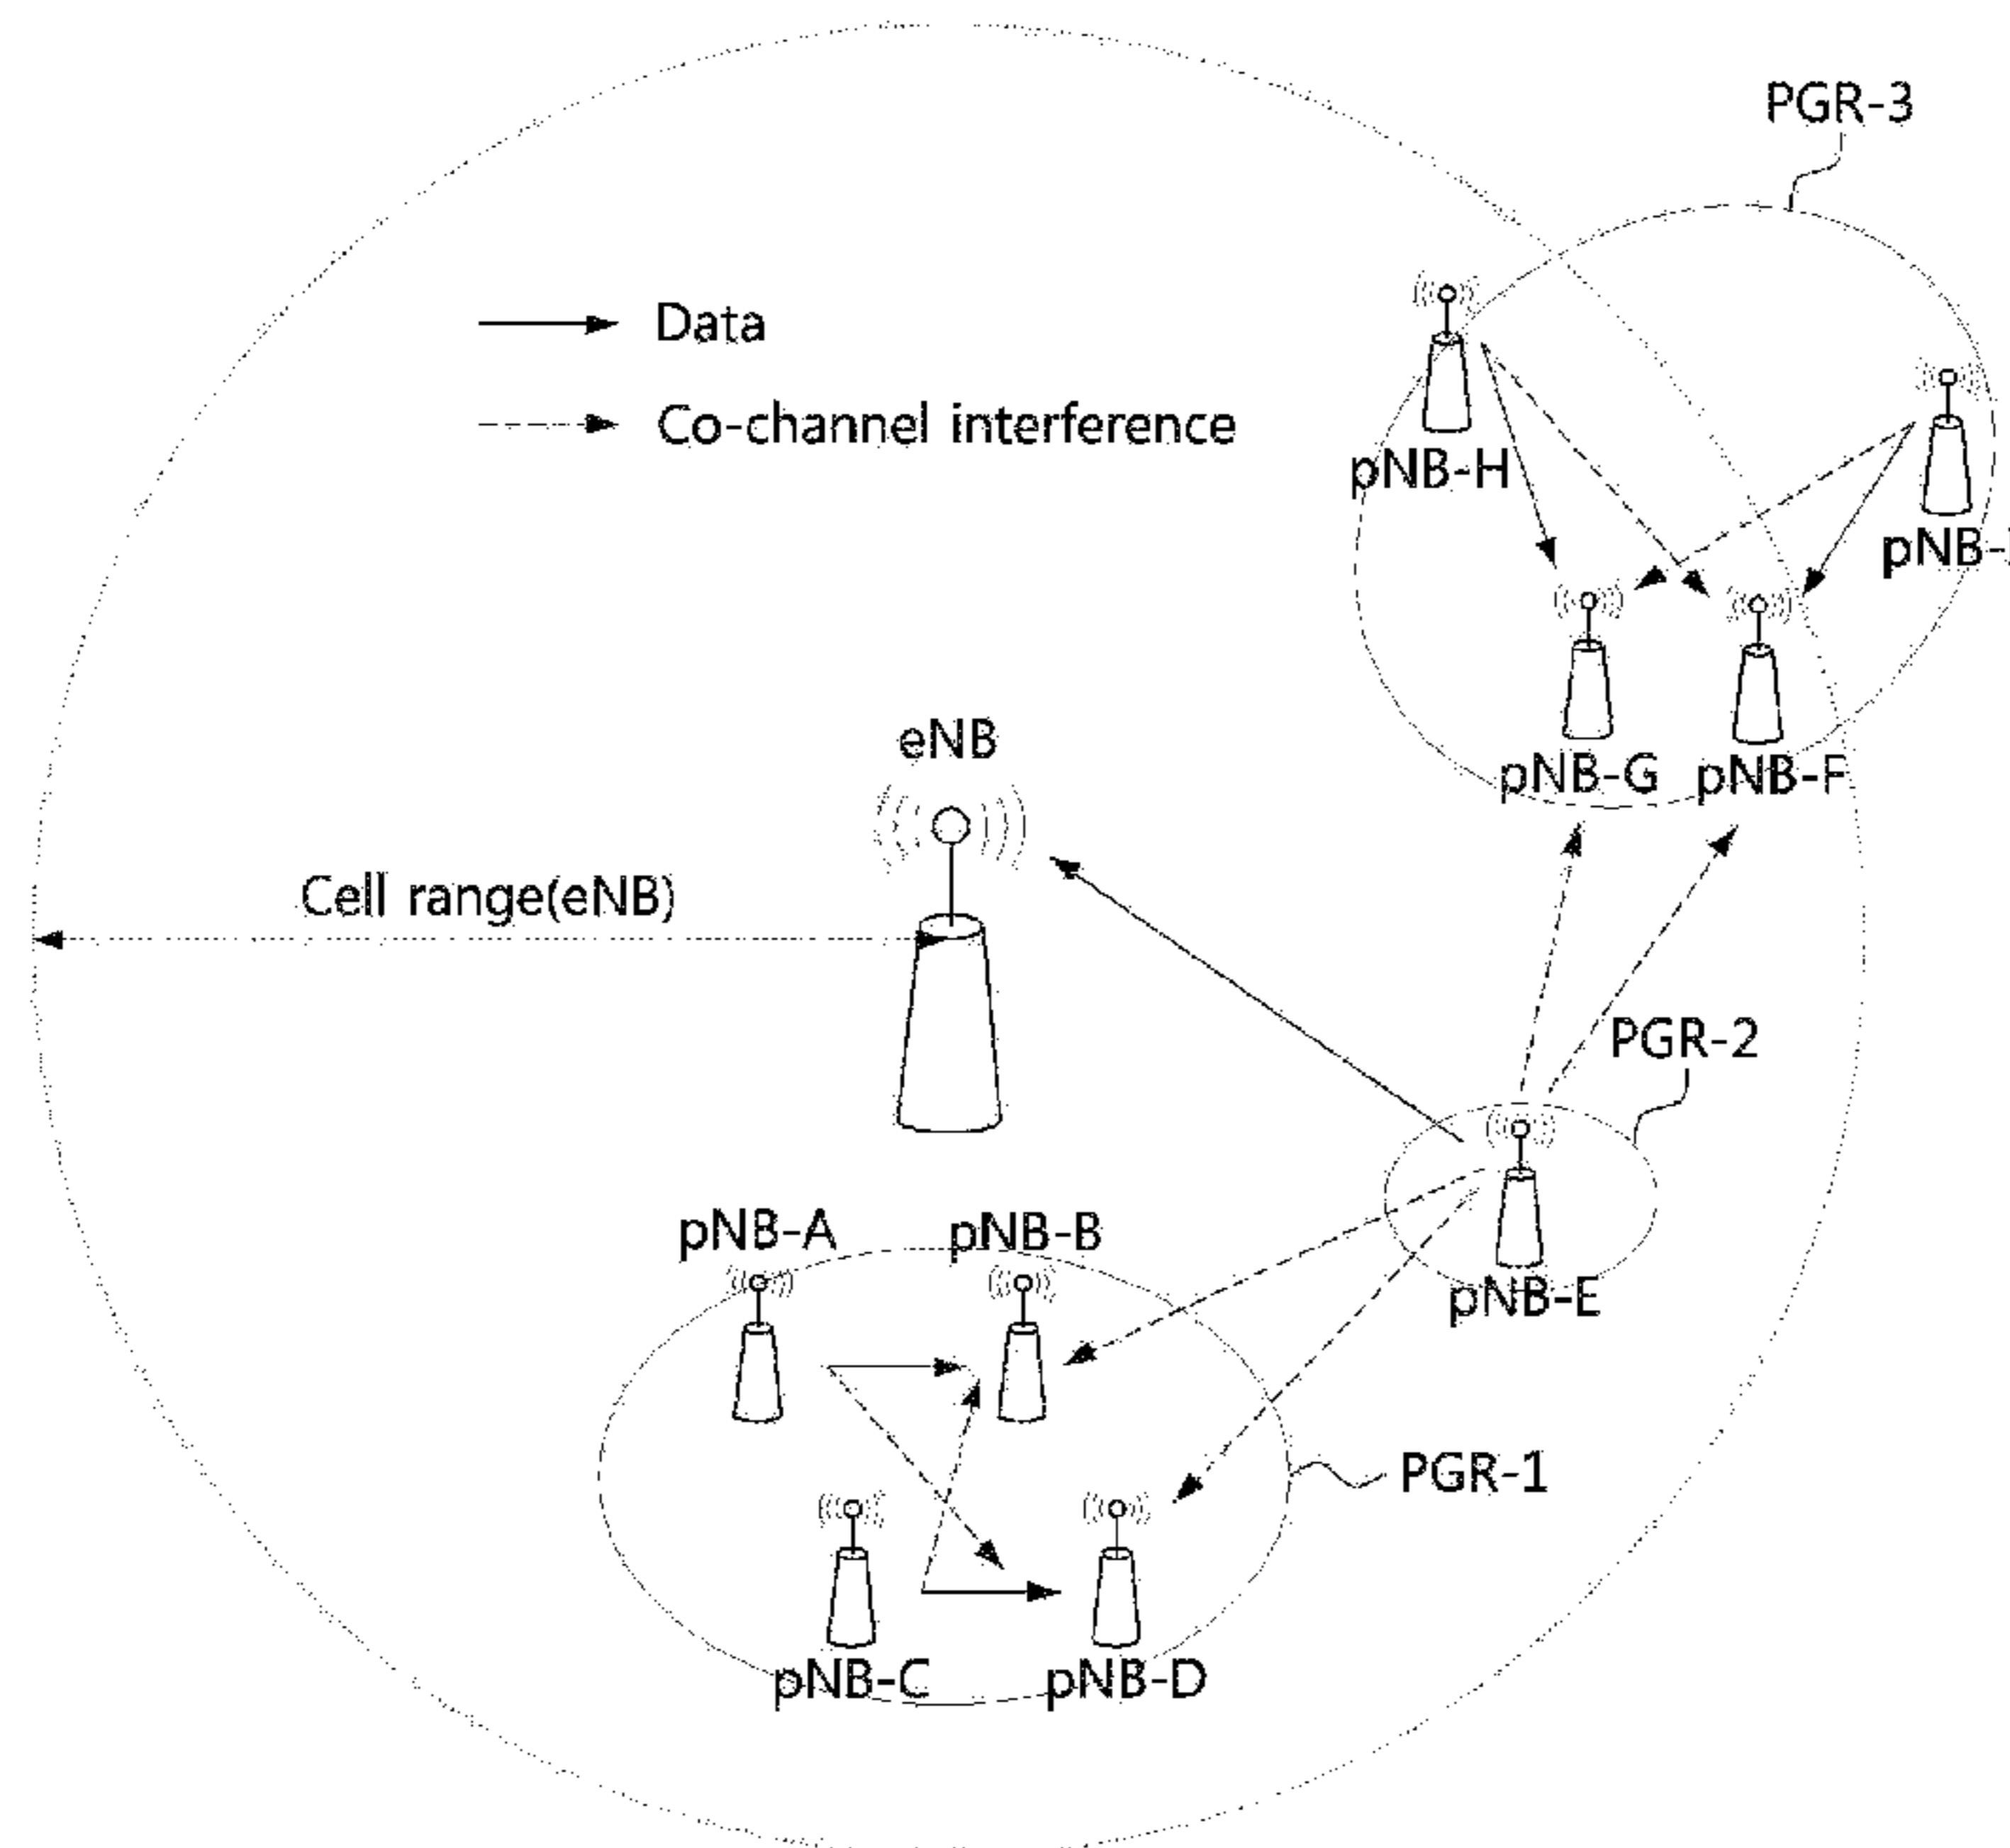 PGR-3
Data
Co-channel interference
pNB-H
pNB-
eNB
pNB-G
pNB-F
Cell range(eNB)
PGR-2
pNB-A
pNB-B
pNB-E
PGR-1
pNB-C
pNB-D